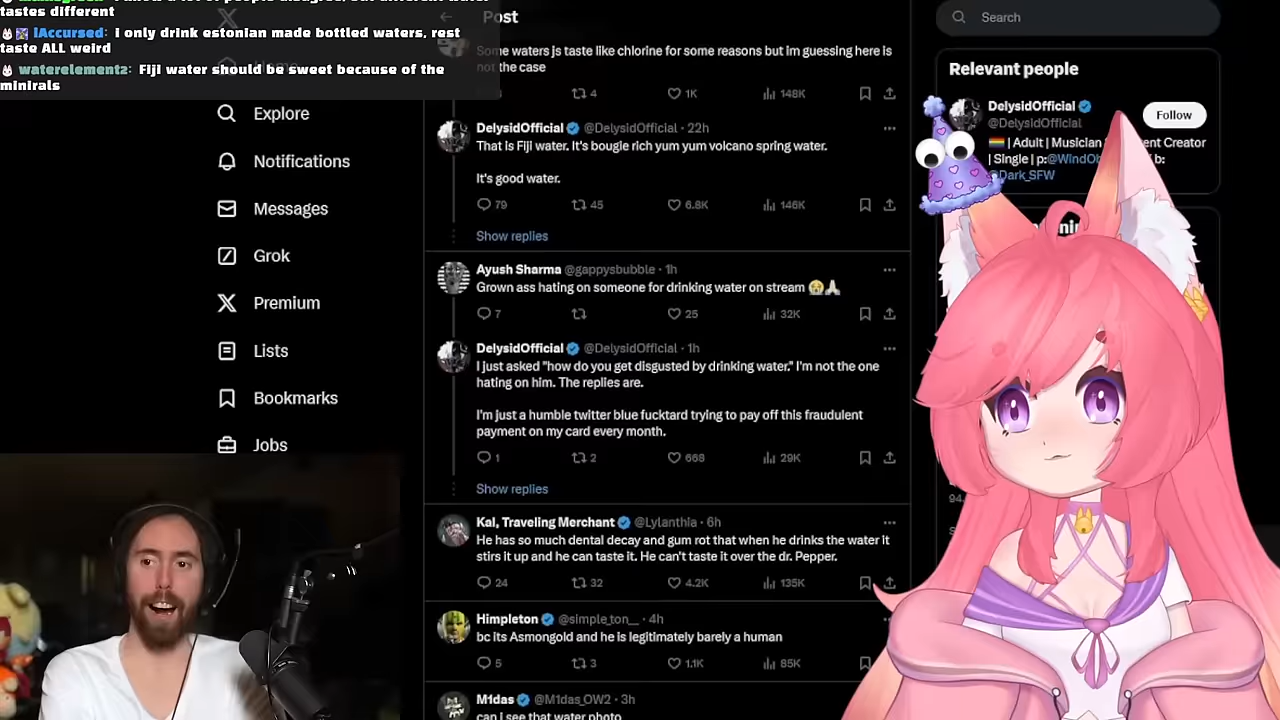 tastes different
lAccursed: I only drink estonian made bottled waters, rest
taste ALL weird
waterelement2: Fiji water should be sweet because of the
minirals
Explore
Notifications
Messages
Grok
Premium
Lists
Bookmarks
Jobs
Post
Some waters js taste like chlorine for some reasons but im guessing here is
not the case
4
1K
148K
DelysidOfficial @DelysidOfficial · 22h
That is Fiji water. It's bougie rich yum yum volcano spring water.
It's good water.
79
45
6.8K
146K
Show replies
Ayush Sharma @gappysbubble · 1h
Grown ass hating on someone for drinking water on stream 😭🙏
7
25
32K
DelysidOfficial @DelysidOfficial · 1h
I just asked "how do you get disgusted by drinking water." I'm not the one
hating on him. The replies are.
I'm just a humble twitter blue fucktard trying to pay off this fraudulent
payment on my card every month.
1
2
668
29K
Show replies
Kal, Traveling Merchant @Lylanthia · 6h
He has so much dental decay and gum rot that when he drinks the water it
stirs it up and he can taste it. He can't taste it over the dr. Pepper.
24
32
4.2K
135K
Himpleton @simple_ton__ · 4h
bc its Asmongold and he is legitimately barely a human
5
3
1.1K
85K
M1das @M1das_OW2 · 3h
can i see that water photo
Search
Relevant people
DelysidOfficial
@DelysidOfficial
Follow
🏳️‍🌈 | Adult | Musician Creator
| Single | p: b:
@Dark_SFW